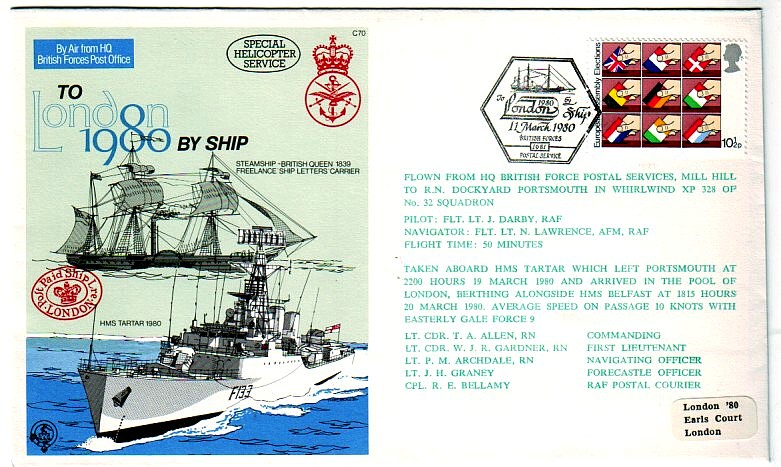 C70
By Air from HQ
British Forces Post Office
SPECIAL
HELICOPTER
SERVICE
TO
London
1980 BY SHIP
STEAMSHIP - BRITISH QUEEN 1839
FREELANCE SHIP LETTERS CARRIER
Post Paid Ship Lre
LONDON
HMS TARTAR 1980
F133
To London 1980 By Ship
11 March 1980
BRITISH FORCES
1081
POSTAL SERVICE
European Assembly Elections
10½p
FLOWN FROM HQ BRITISH FORCE POSTAL SERVICES, MILL HILL
TO R.N. DOCKYARD PORTSMOUTH IN WHIRLWIND XP 328 OF
No. 32 SQUADRON
PILOT: FLT. LT. J. DARBY, RAF
NAVIGATOR: FLT. LT. N. LAWRENCE, AFM, RAF
FLIGHT TIME: 50 MINUTES
TAKEN ABOARD HMS TARTAR WHICH LEFT PORTSMOUTH AT
2200 HOURS 19 MARCH 1980 AND ARRIVED IN THE POOL OF
LONDON, BERTHING ALONGSIDE HMS BELFAST AT 1815 HOURS
20 MARCH 1980. AVERAGE SPEED ON PASSAGE 10 KNOTS WITH
EASTERLY GALE FORCE 9
LT. CDR. T. A. ALLEN, RN COMMANDING
LT. CDR. W. J. R. GARDNER, RN FIRST LIEUTENANT
LT. P. M. ARCHDALE, RN NAVIGATING OFFICER
LT. J. H. GRANEY FORECASTLE OFFICER
CPL. R. E. BELLAMY RAF POSTAL COURIER
London '80
Earls Court
London